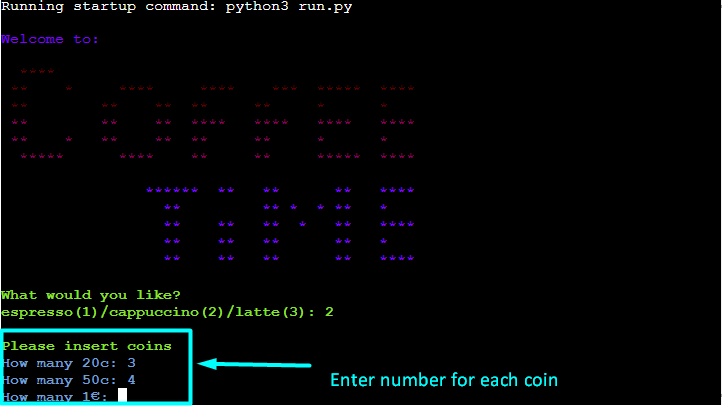 Running startup command: python3 run.py
Welcome to:
COFFEE
TIME
What would you like?
espresso(1)/cappuccino(2)/latte(3): 2
Please insert coins
How many 20c: 3
How many 50c: 4
How many 1€:
Enter number for each coin